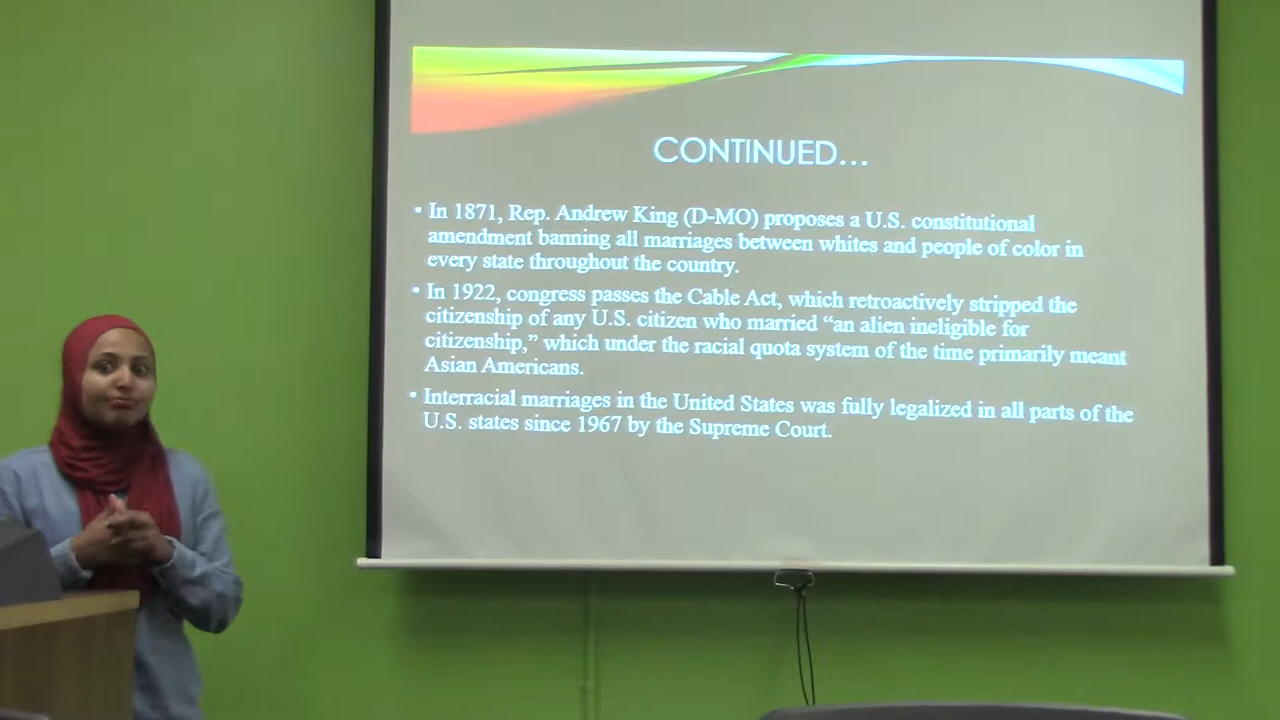 CONTINUED...
• In 1871, Rep. Andrew King (D-MO) proposes a U.S. constitutional
amendment banning all marriages between whites and people of color in
every state throughout the country.
• In 1922, congress passes the Cable Act, which retroactively stripped the
citizenship of any U.S. citizen who married “an alien ineligible for
citizenship,” which under the racial quota system of the time primarily meant
Asian Americans.
• Interracial marriages in the United States was fully legalized in all parts of the
U.S. states since 1967 by the Supreme Court.